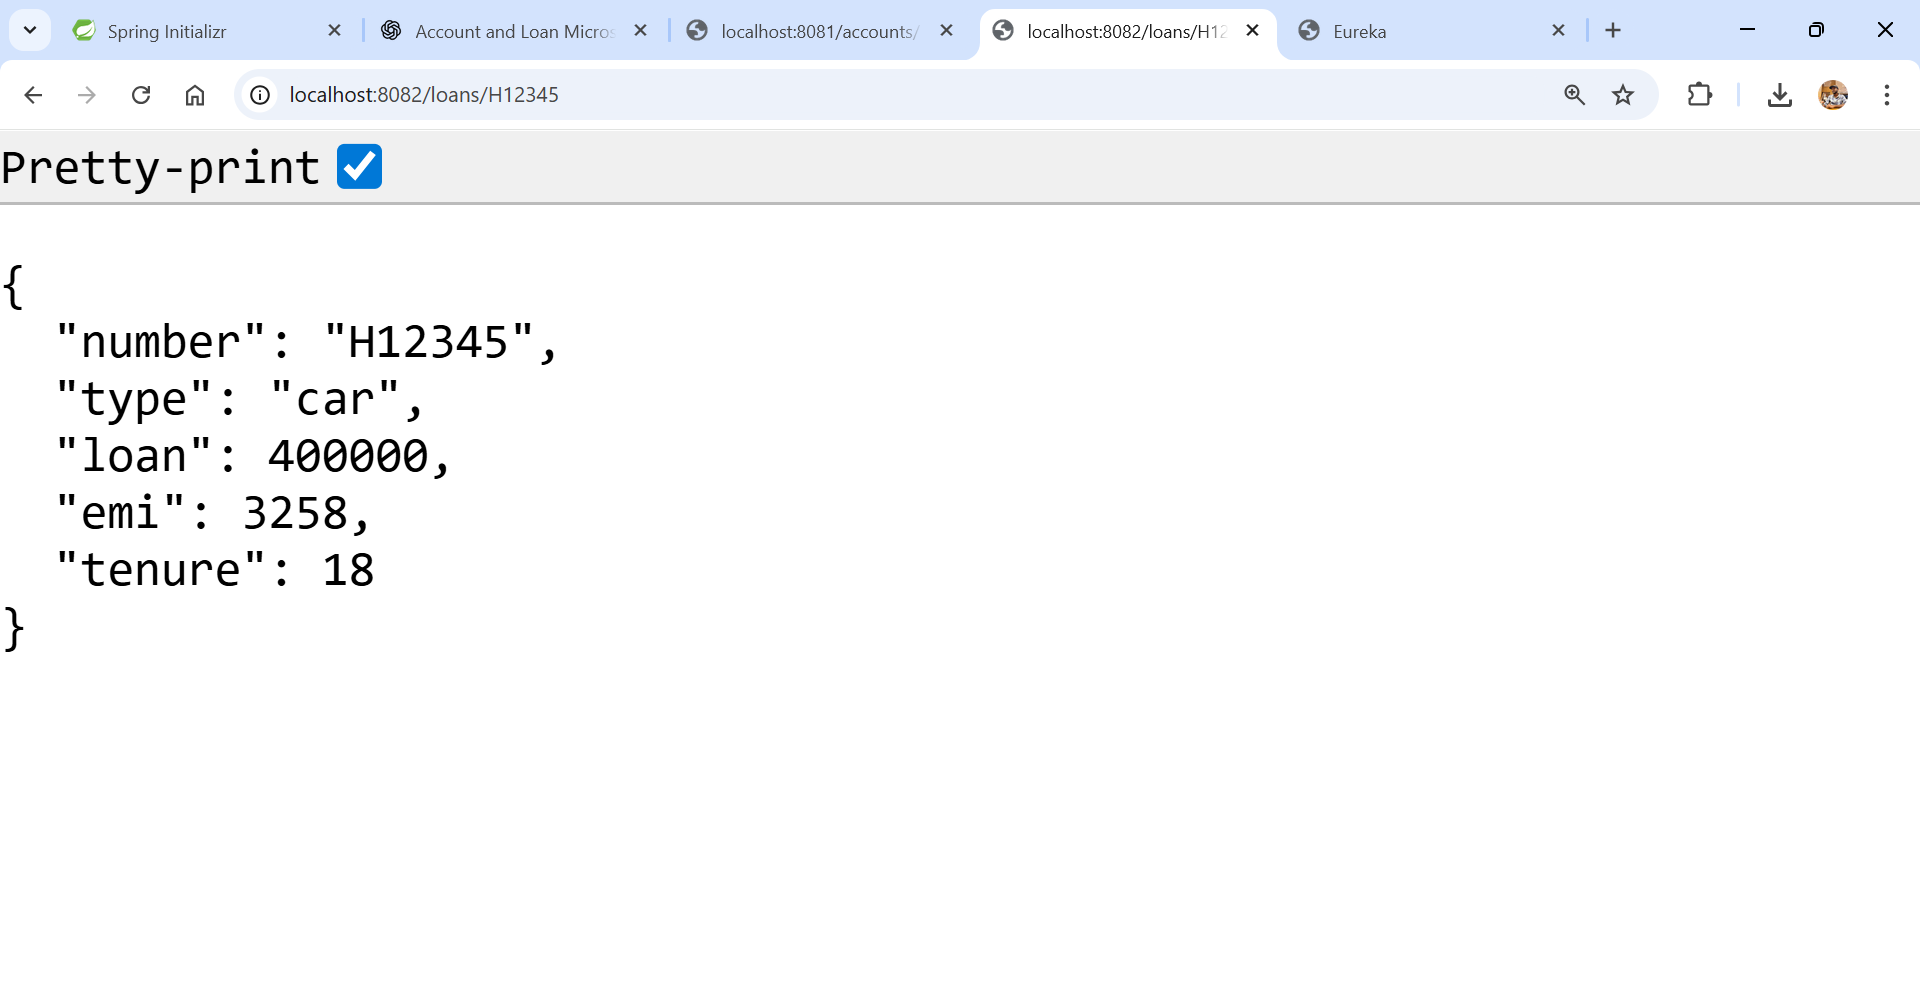 Spring Initializr
Account and Loan Micros
localhost:8081/accounts/
localhost:8082/loans/H12
Eureka
localhost:8082/loans/H12345
Pretty-print
{
"number": "H12345",
"type": "car",
"loan": 400000,
"emi": 3258,
"tenure": 18
}